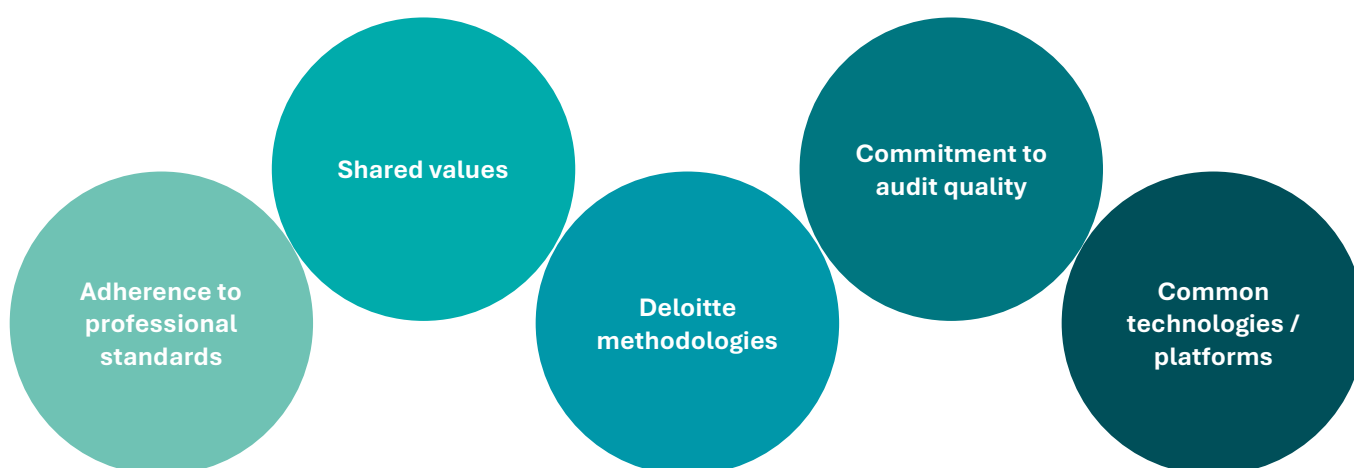 Adherence to
professional
standards
Shared values
Deloitte
methodologies
Commitment to
audit quality
Common
technologies /
platforms